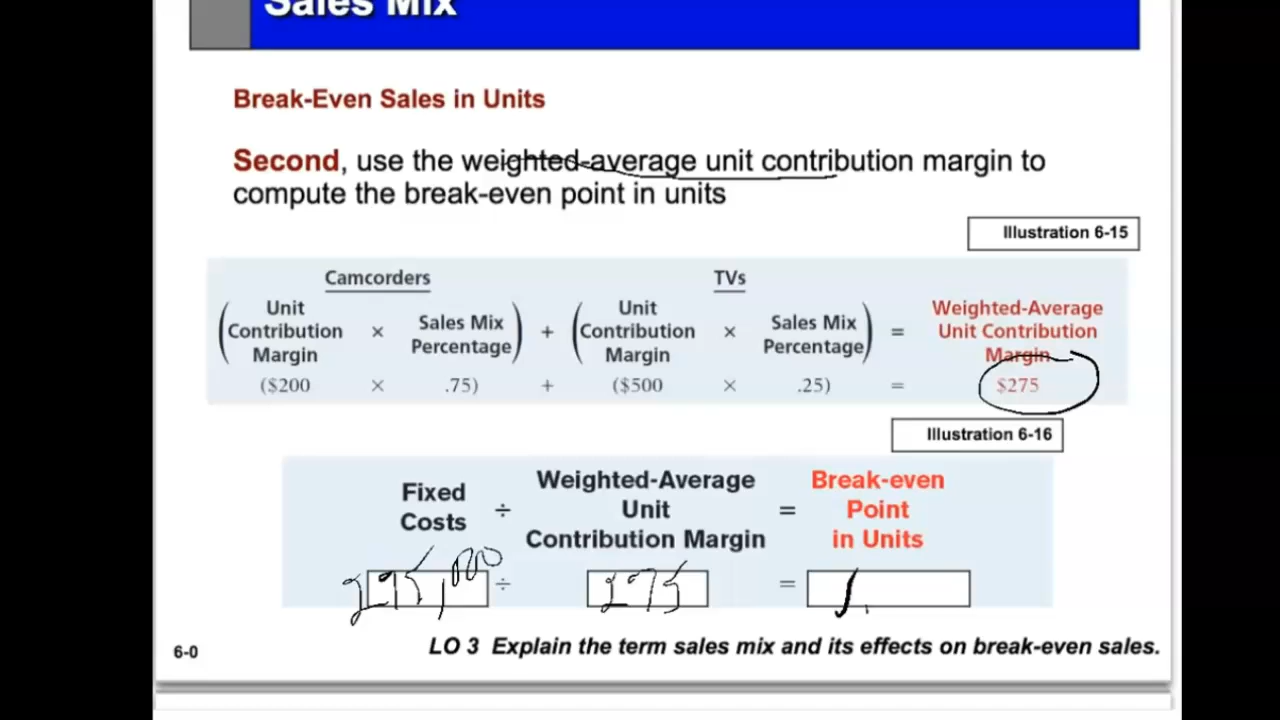 Sales Mix
Break-Even Sales in Units
Second, use the weighted-average unit contribution margin to
compute the break-even point in units
Illustration 6-15
Camcorders TVs
Unit Contribution Margin × Sales Mix Percentage + Unit Contribution Margin × Sales Mix Percentage = Weighted-Average Unit Contribution Margin
($200 × .75) + ($500 × .25) = $275
Illustration 6-16
Fixed Costs ÷ Weighted-Average Unit Contribution Margin = Break-even Point in Units
÷ 275 =
6-0
LO 3 Explain the term sales mix and its effects on break-even sales.